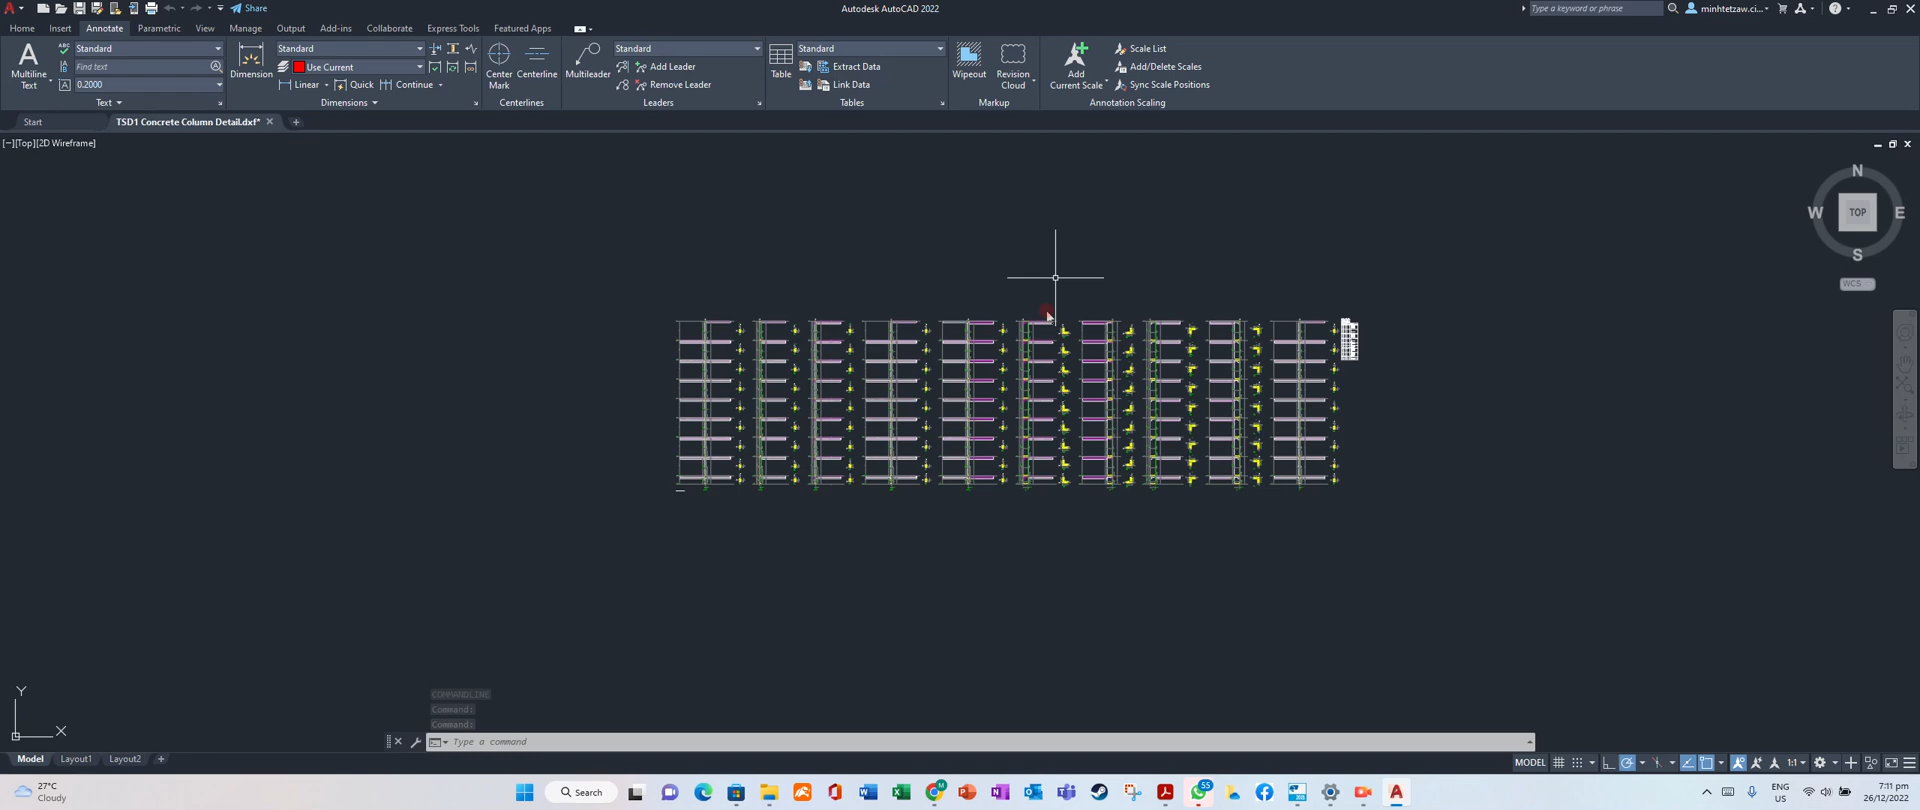 Share
Autodesk AutoCAD 2022
Type a keyword or phrase
minhtetzaw.ci...
Home Insert Annotate Parametric View Manage Output Add-ins Collaborate Express Tools Featured Apps
Multiline
Text
Standard
Find text
0.2000
Text
Dimension
Standard
Use Current
Linear Quick Continue
Dimensions
Center
Mark
Centerline
Centerlines
Multileader
Standard
Add Leader
Remove Leader
Leaders
Table
Standard
Extract Data
Link Data
Tables
Wipeout
Revision
Cloud
Markup
Add
Current Scale
Scale List
Add/Delete Scales
Sync Scale Positions
Annotation Scaling
Start TSD1 Concrete Column Detail.dxf*
[−][Top][2D Wireframe]
N
W TOP E
S
WCS
COMMANDLINE
Command:
Command:
Y
X
Type a command
Model Layout1 Layout2
MODEL 1:1
27°C
Cloudy
Search
55
ENG
US
7:11 pm
26/12/2022